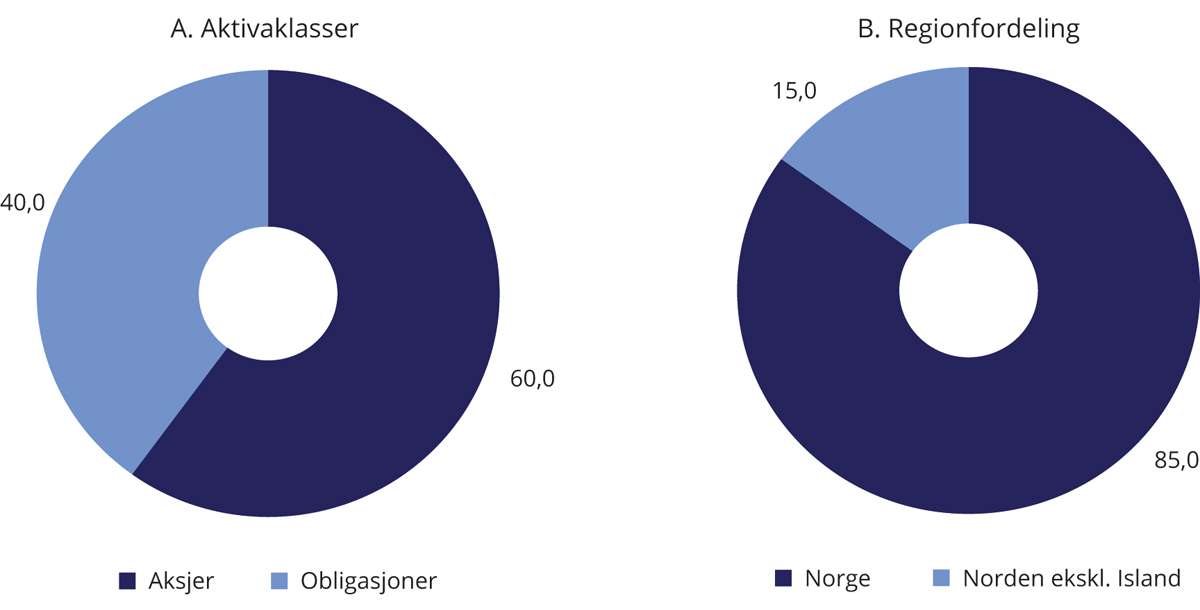 A. Aktivaklasser
40,0
60,0
Aksjer
Obligasjoner
B. Regionfordeling
15,0
85,0
Norge
Norden ekskl. Island